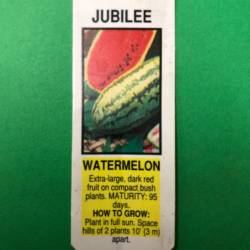 JUBILEE
WATERMELON
Extra-large, dark red
fruit on compact bush
plants. MATURITY: 95
days.
HOW TO GROW:
Plant in full sun. Space
hills of 2 plants 10' (3 m)
apart.